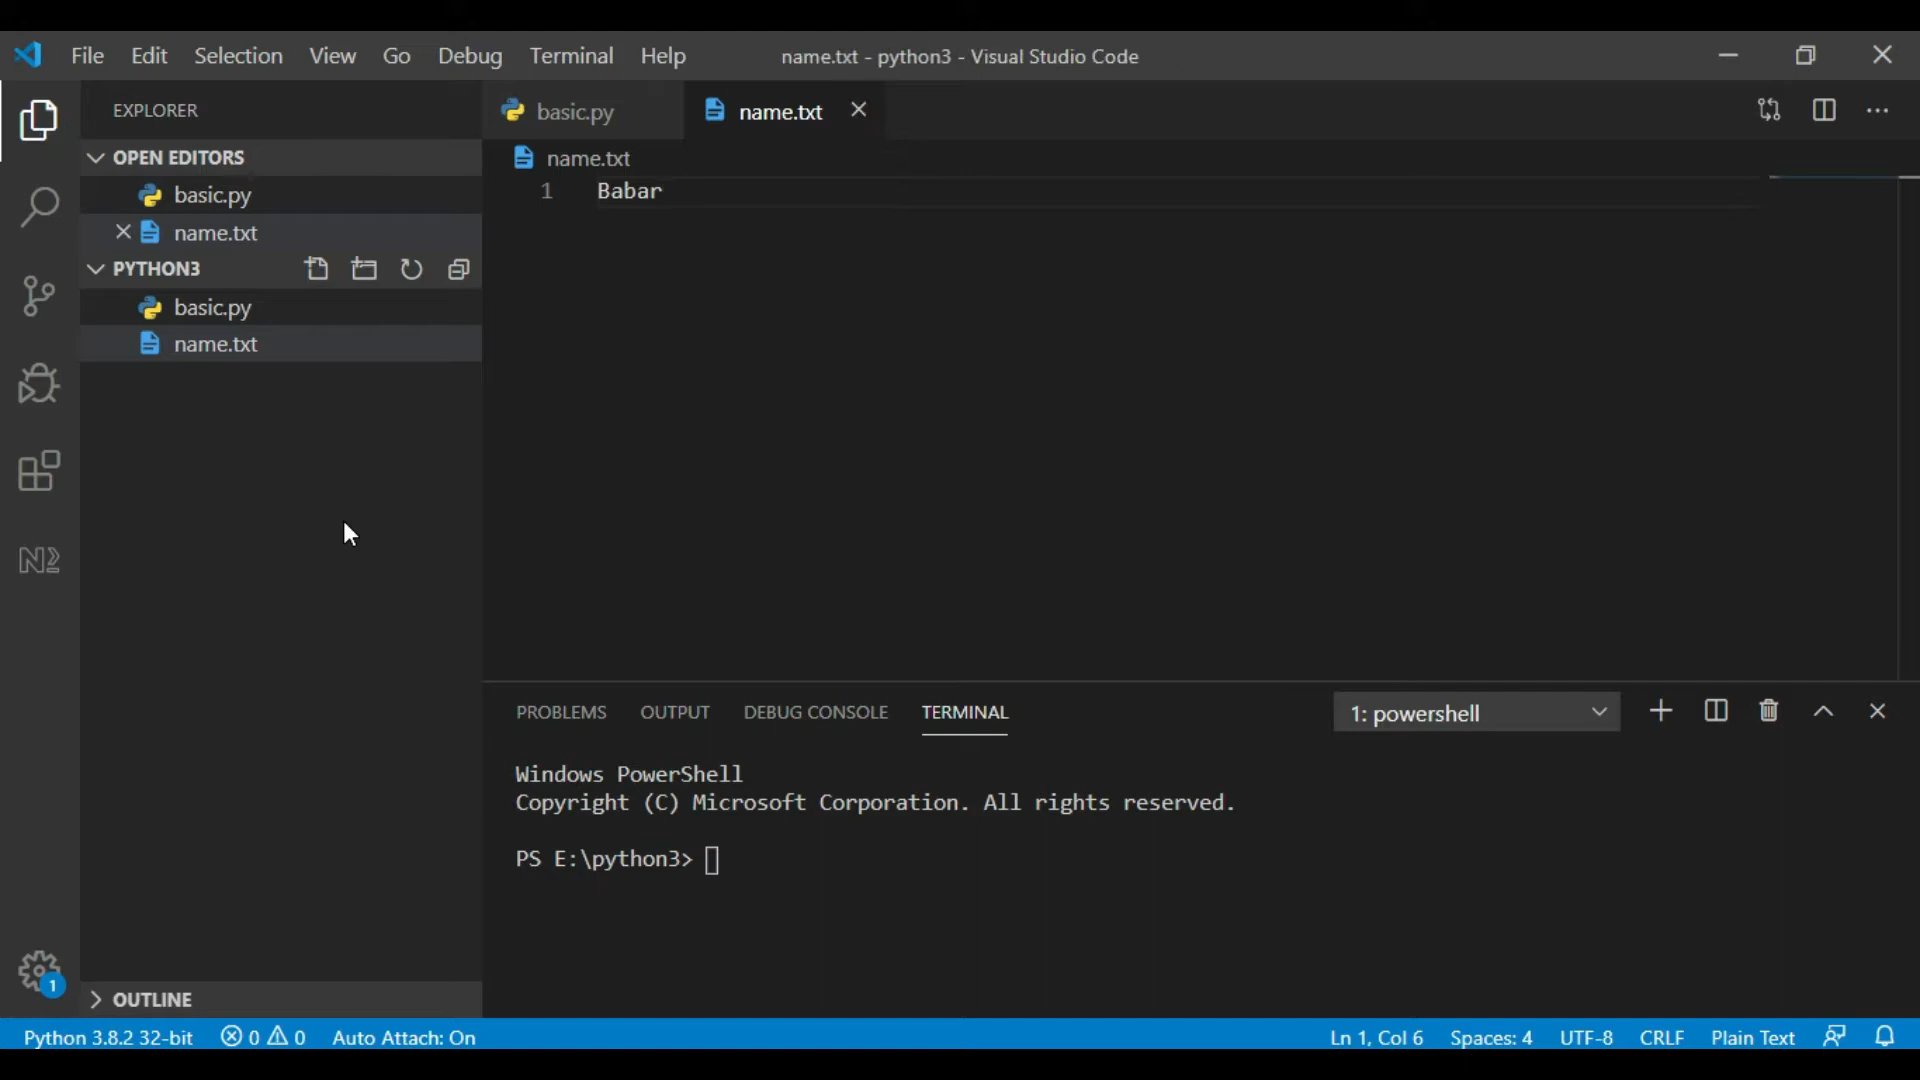 File Edit Selection View Go Debug Terminal Help name.txt - python3 - Visual Studio Code
EXPLORER
OPEN EDITORS
basic.py
name.txt
PYTHON3
basic.py
name.txt
OUTLINE
basic.py name.txt
name.txt
1 Babar
PROBLEMS OUTPUT DEBUG CONSOLE TERMINAL 1: powershell
Windows PowerShell
Copyright (C) Microsoft Corporation. All rights reserved.
PS E:\python3>
1
Python 3.8.2 32-bit 0 0 Auto Attach: On Ln 1, Col 6 Spaces: 4 UTF-8 CRLF Plain Text